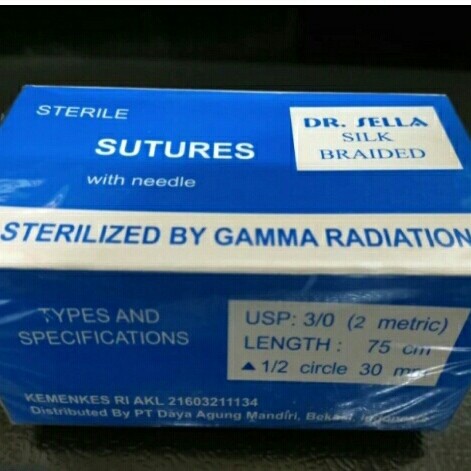 STERILE
SUTURES
with needle
DR. SELLA
SILK
BRAIDED
STERILIZED BY GAMMA RADIATION
TYPES AND
SPECIFICATIONS
USP: 3/0 (2 metric)
LENGTH : 75 cm
▲ 1/2 circle 30 mm
KEMENKES RI AKL 21603211134
Distributed By PT Daya Agung Mandiri, Bekasi, Indonesia